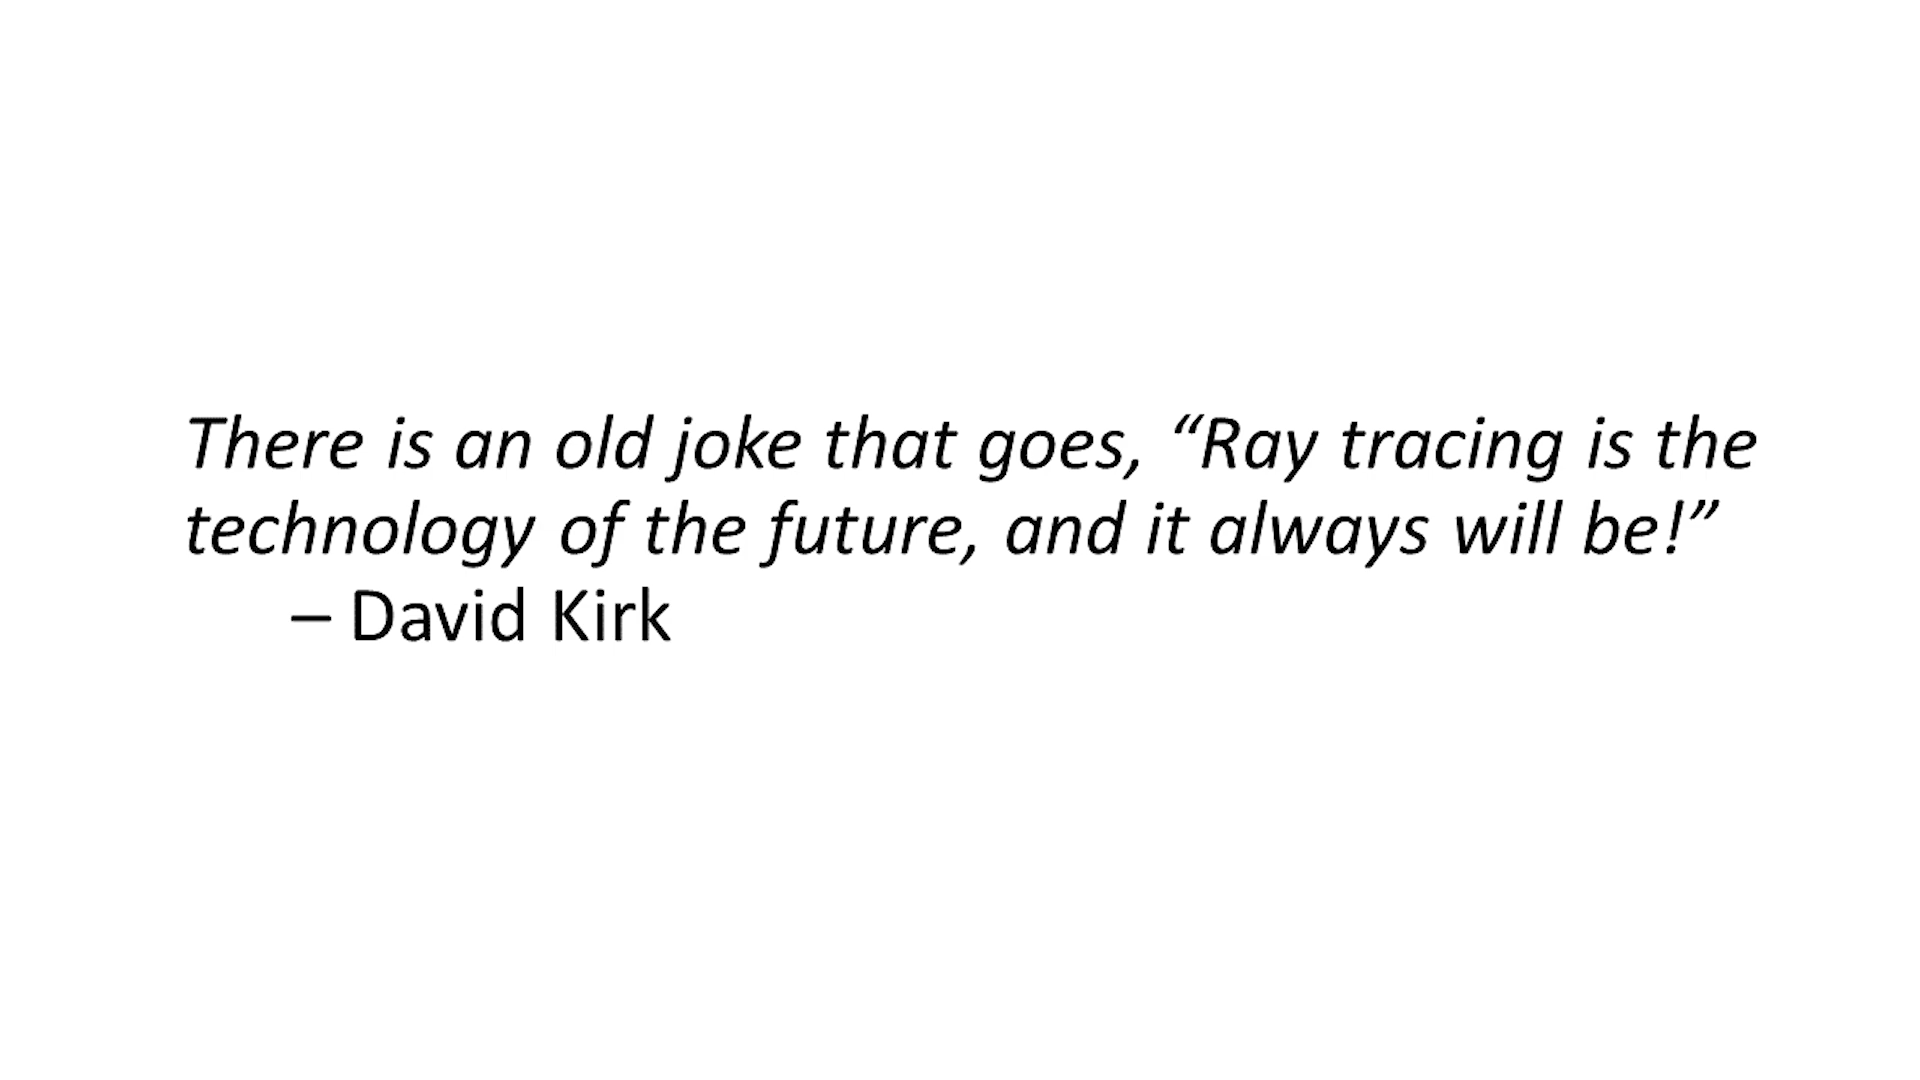 There is an old joke that goes, “Ray tracing is the
technology of the future, and it always will be!”
– David Kirk